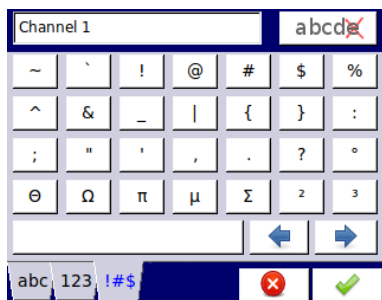 Channel 1 abcde
~ ` ! @ # $ %
^ & _ | { } :
; " ' , . ? °
Θ Ω π µ Σ ² ³
abc 123 !#$